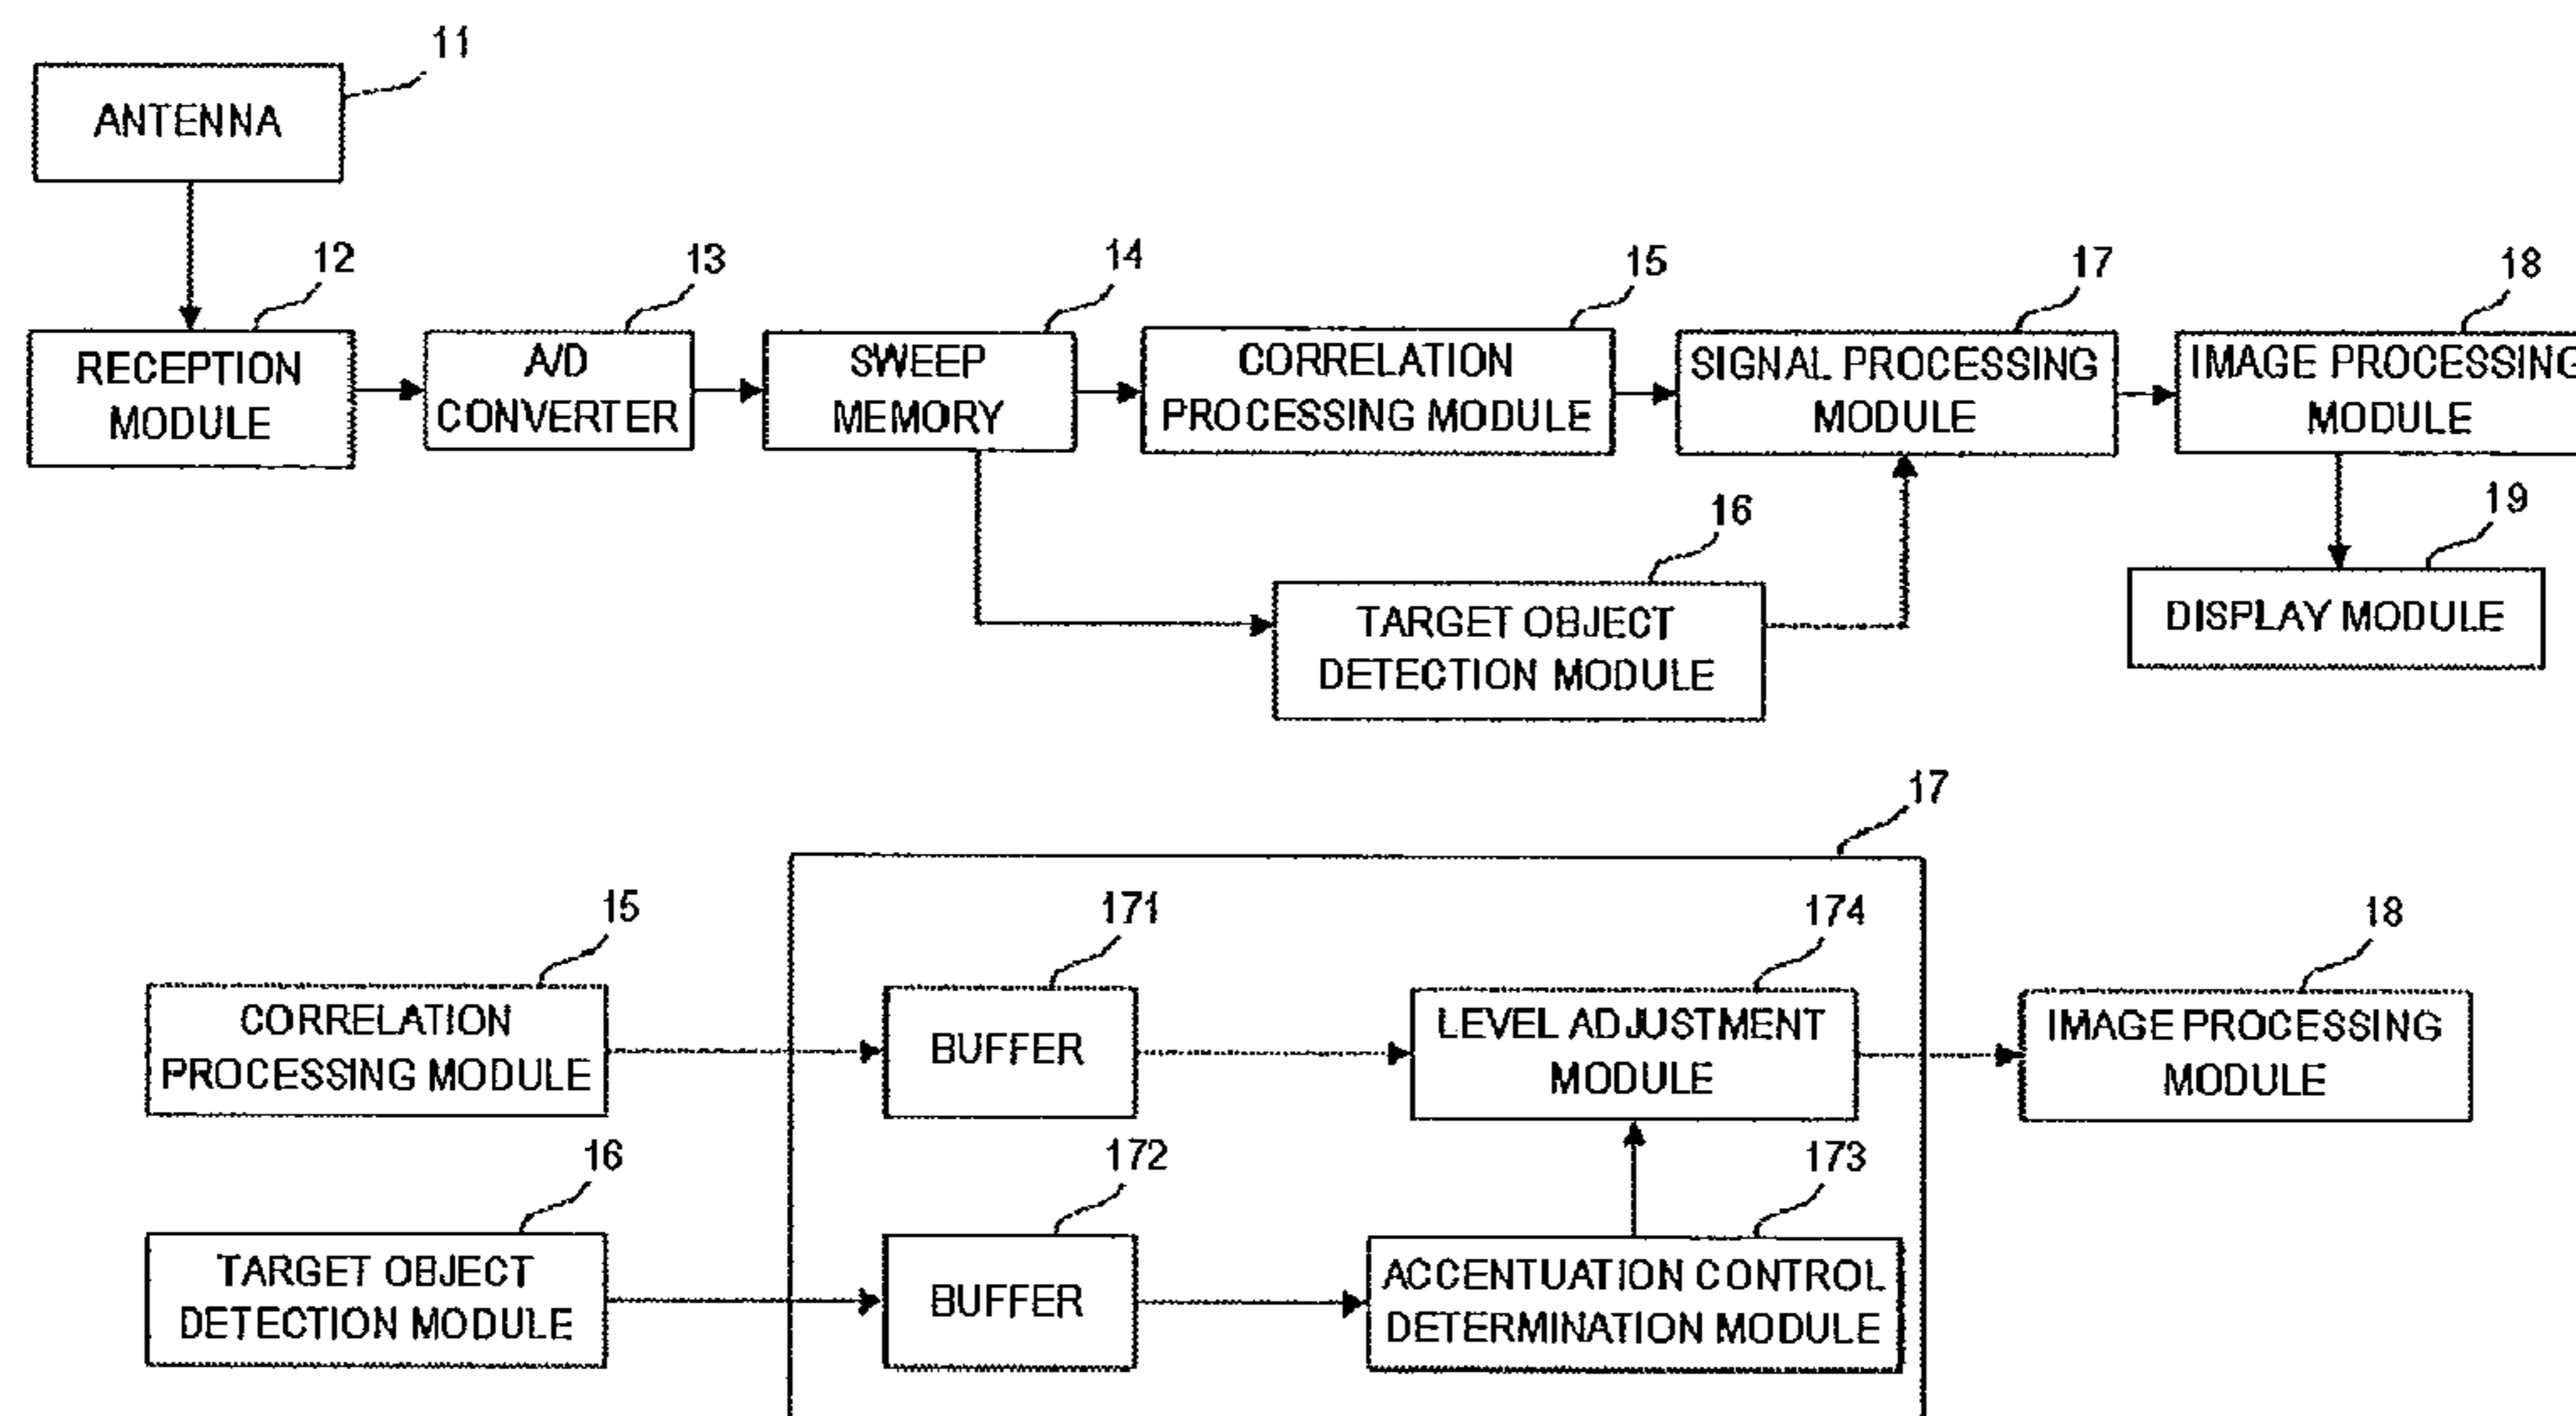 11
ANTENNA
12
13
14
15
17
18
RECEPTION
MODULE
A/D
CONVERTER
SWEEP
MEMORY
CORRELATION
PROCESSING MODULE
SIGNAL PROCESSING
MODULE
IMAGE PROCESSING
MODULE
16
19
TARGET OBJECT
DETECTION MODULE
DISPLAY MODULE
17
15
171
174
18
CORRELATION
PROCESSING MODULE
BUFFER
LEVEL ADJUSTMENT
MODULE
IMAGE PROCESSING
MODULE
16
172
173
TARGET OBJECT
DETECTION MODULE
BUFFER
ACCENTUATION CONTROL
DETERMINATION MODULE